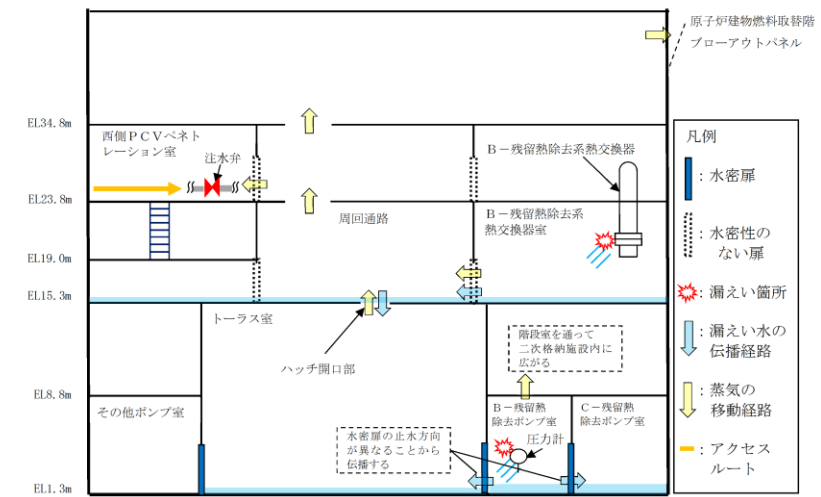 原子炉建物燃料取替階
ブローアウトパネル
EL34.8m
西側PCVペネト
レーション室
注水弁
B-残留熱除去系熱交換器
EL23.8m
周回通路
B-残留熱除去系
熱交換器室
EL19.0m
EL15.3m
トーラス室
ハッチ開口部
階段室を通って
二次格納施設内に
広がる
EL8.8m
その他ポンプ室
B-残留熱
除去ポンプ室
C-残留熱
除去ポンプ室
圧力計
水密扉の止水方向
が異なることから
伝播する
EL1.3m
凡例
:水密扉
:水密性の
ない扉
:漏えい箇所
:漏えい水の
伝播経路
:蒸気の
移動経路
:アクセス
ルート